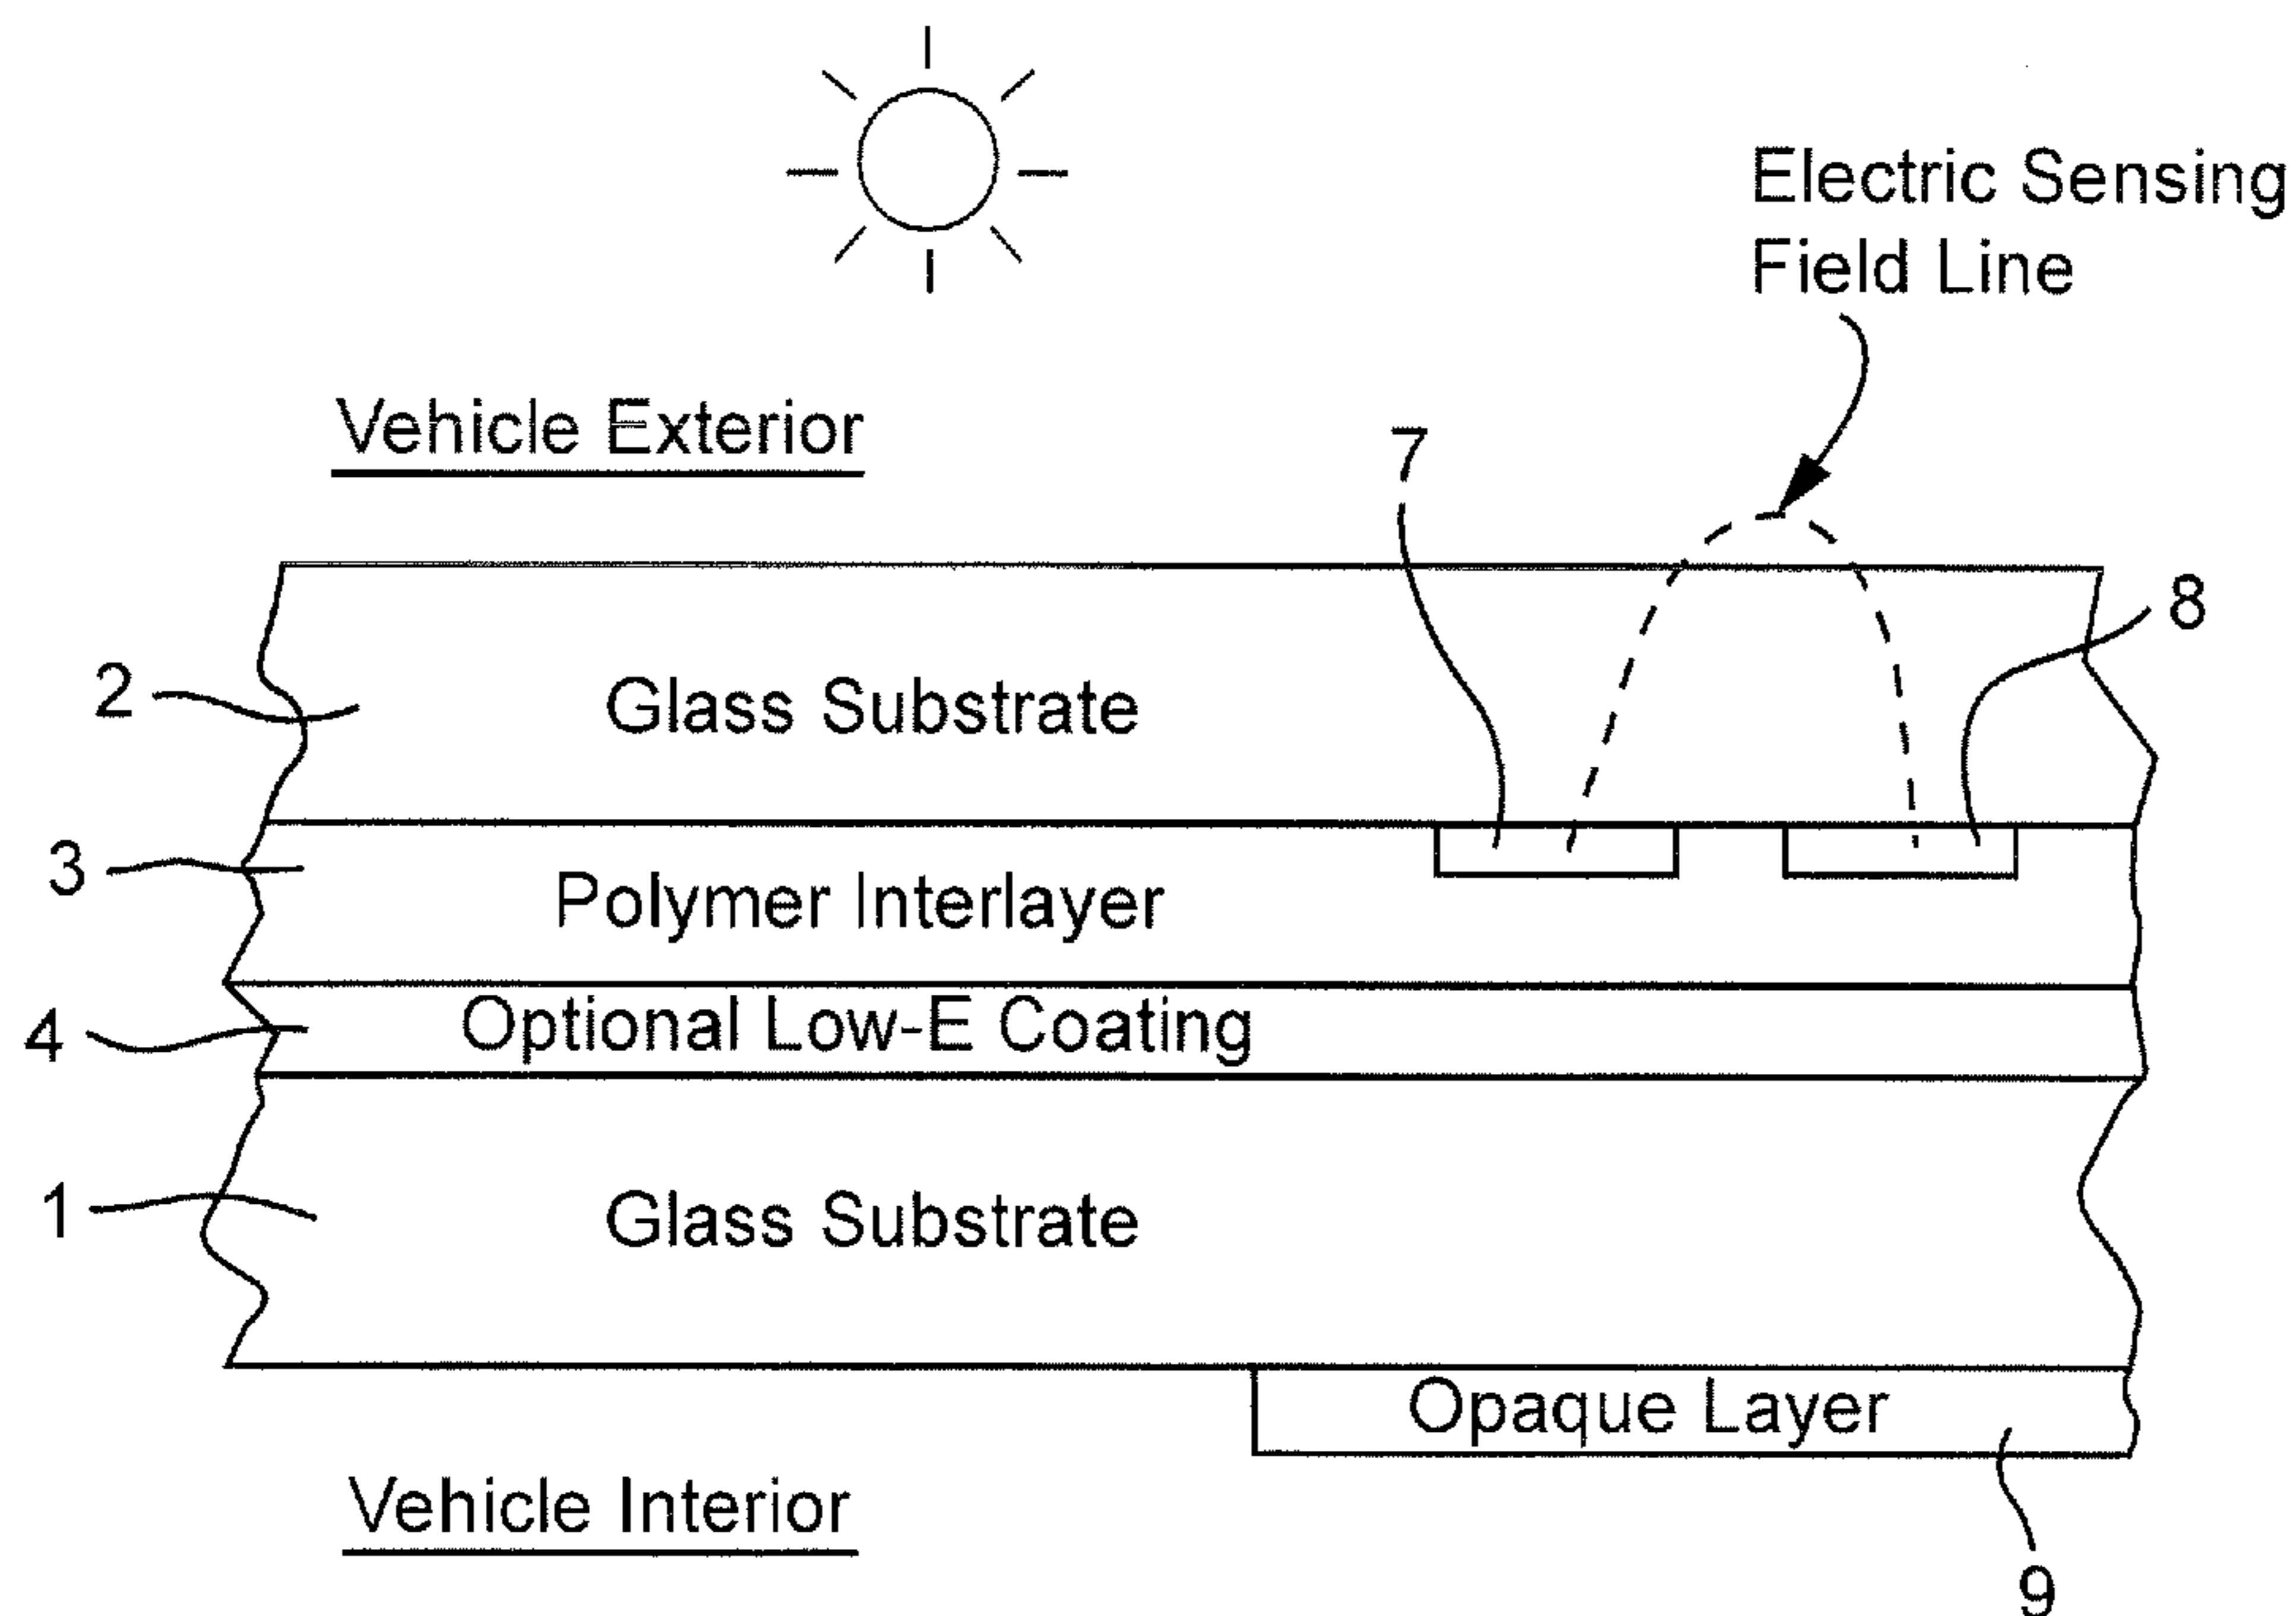 Electric Sensing
Field Line
Vehicle Exterior
7
8
2
Glass Substrate
3
Polymer Interlayer
4
Optional Low-E Coating
1
Glass Substrate
Opaque Layer
Vehicle Interior
9